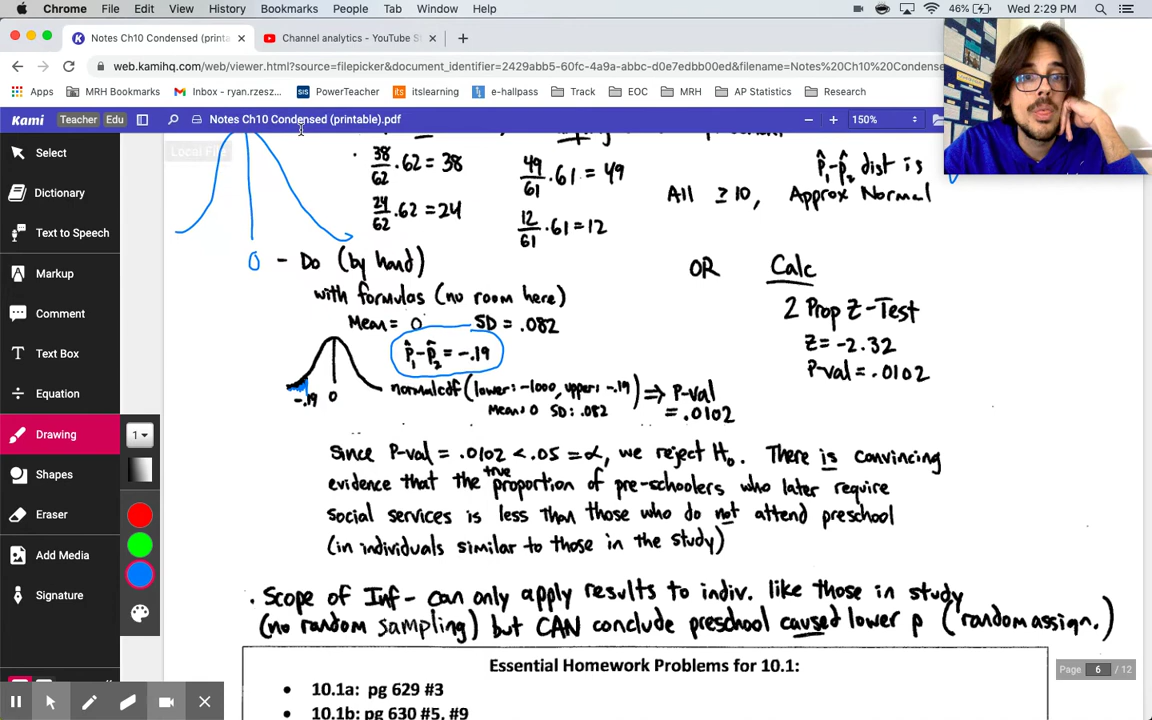 Chrome File Edit View History Bookmarks People Tab Window Help 46% Wed 2:29 PM
Notes Ch10 Condensed (printa Channel analytics - YouTube S
web.kamihq.com/web/viewer.html?source=filepicker&document_identifier=2429abb5-60fc-4a9a-abbc-d0e7edbb00ed&filename=Notes%20Ch10%20Condense
Apps MRH Bookmarks Inbox - ryan.rzesz... SIS PowerTeacher its itslearning e-hallpass Track EOC MRH AP Statistics Research
Kami Teacher Edu Notes Ch10 Condensed (printable).pdf 150%
Local File
Select
Dictionary
Text to Speech
Markup
Comment
Text Box
Equation
Drawing
1
Shapes
Eraser
Add Media
Signature
38/62 · 62 = 38 49/61 · 61 = 49 p̂₁-p̂₂ dist is
24/62 · 62 = 24 12/61 · 61 = 12 All ≥ 10, Approx Normal
0 - Do (by hand) OR Calc
with formulas (no room here) 2 Prop Z-Test
Mean = 0 SD = .082 Z = -2.32
p̂₁-p̂₂ = -.19 P-val = .0102
-.19 0 normalcdf (lower: -1000, upper: -.19) ⇒ P-val
Mean: 0 SD: .082 = .0102
Since P-val = .0102 < .05 = α, we reject H₀. There is convincing
evidence that the true proportion of pre-schoolers who later require
social services is less than those who do not attend preschool
(in individuals similar to those in the study)
· Scope of Inf - can only apply results to indiv. like those in study
(no random sampling) but CAN conclude preschool caused lower p (random assign.)
Page 6 / 12
Essential Homework Problems for 10.1:
• 10.1a: pg 629 #3
• 10.1b: pg 630 #5, #9